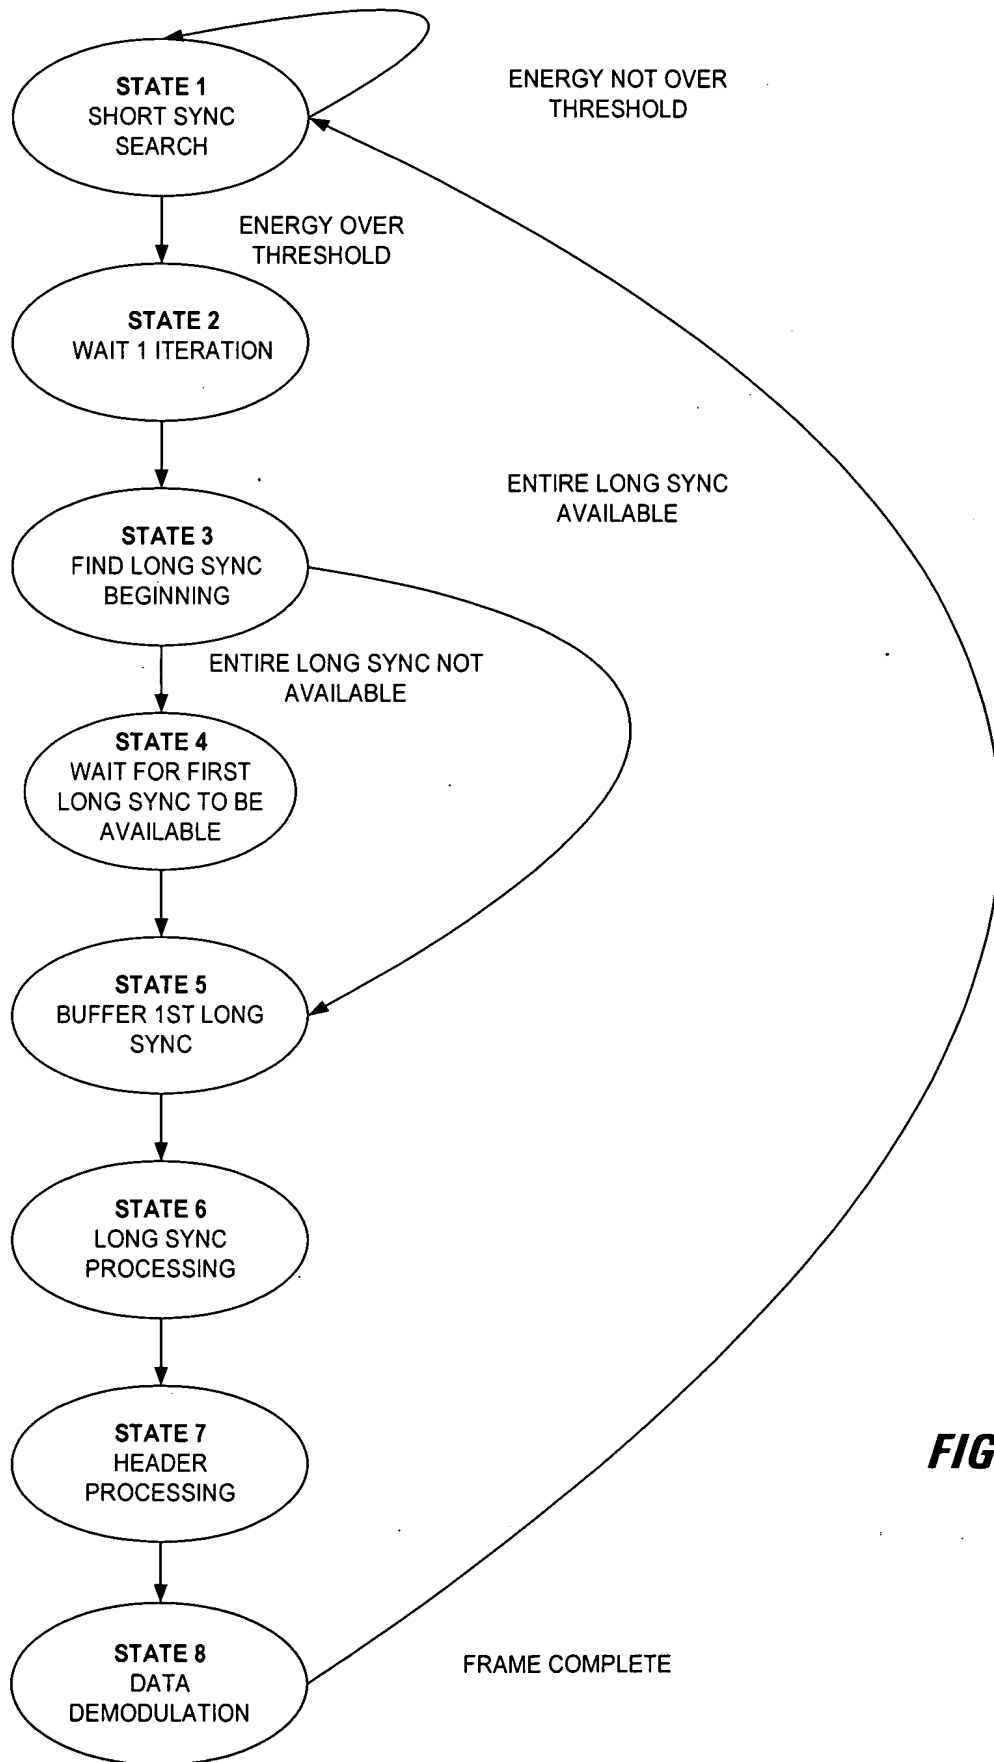 STATE 1
SHORT SYNC
SEARCH
ENERGY NOT OVER
THRESHOLD
ENERGY OVER
THRESHOLD
STATE 2
WAIT 1 ITERATION
ENTIRE LONG SYNC
AVAILABLE
STATE 3
FIND LONG SYNC
BEGINNING
ENTIRE LONG SYNC NOT
AVAILABLE
STATE 4
WAIT FOR FIRST
LONG SYNC TO BE
AVAILABLE
STATE 5
BUFFER 1ST LONG
SYNC
STATE 6
LONG SYNC
PROCESSING
STATE 7
HEADER
PROCESSING
FIG
STATE 8
DATA
DEMODULATION
FRAME COMPLETE